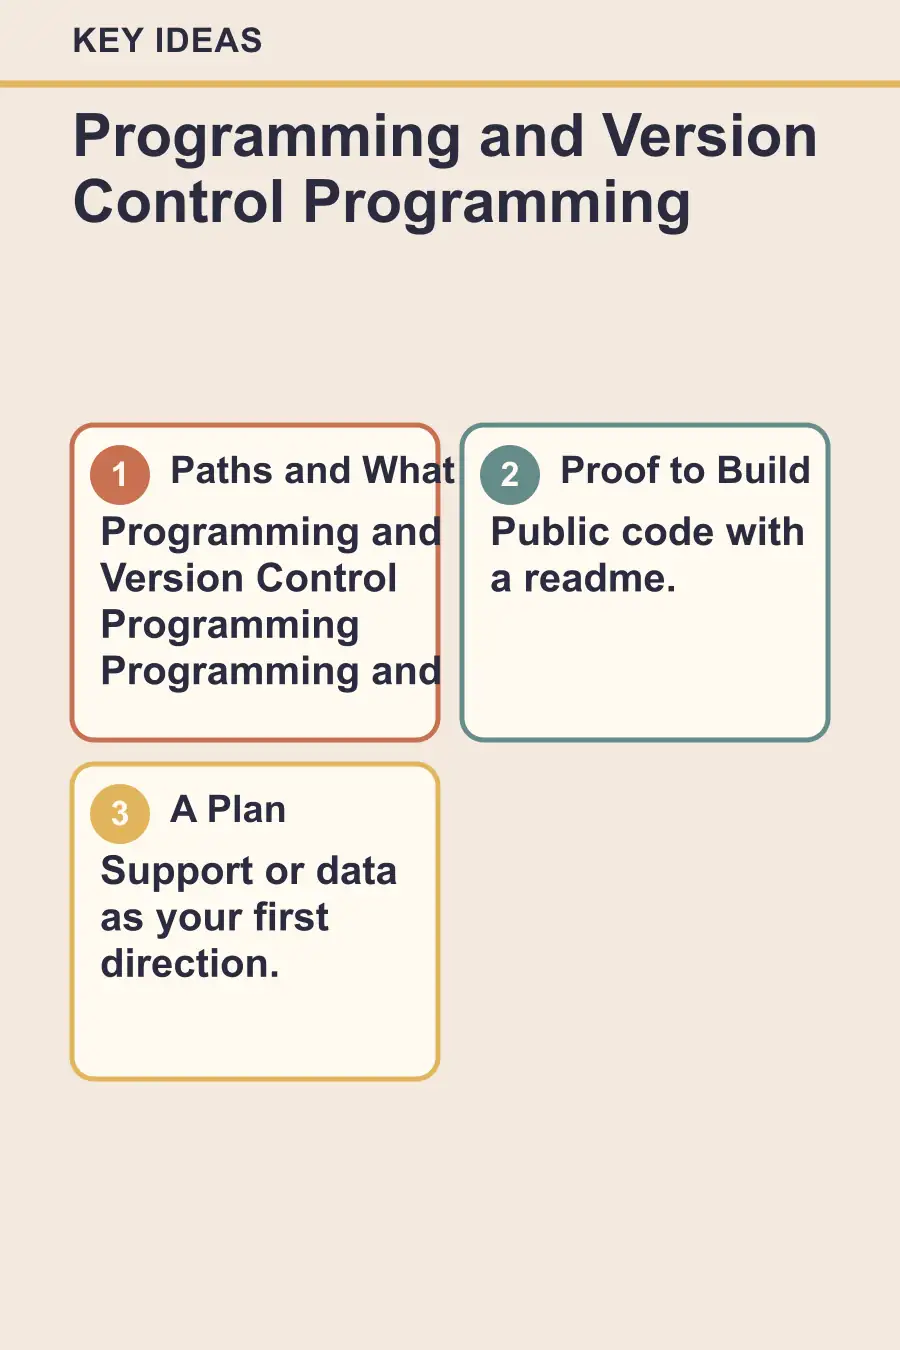 KEY IDEAS
Programming and Version
Control Programming
1 Paths and What
Programming and
Version Control
Programming
Programming and
2 Proof to Build
Public code with
a readme.
3 A Plan
Support or data
as your first
direction.